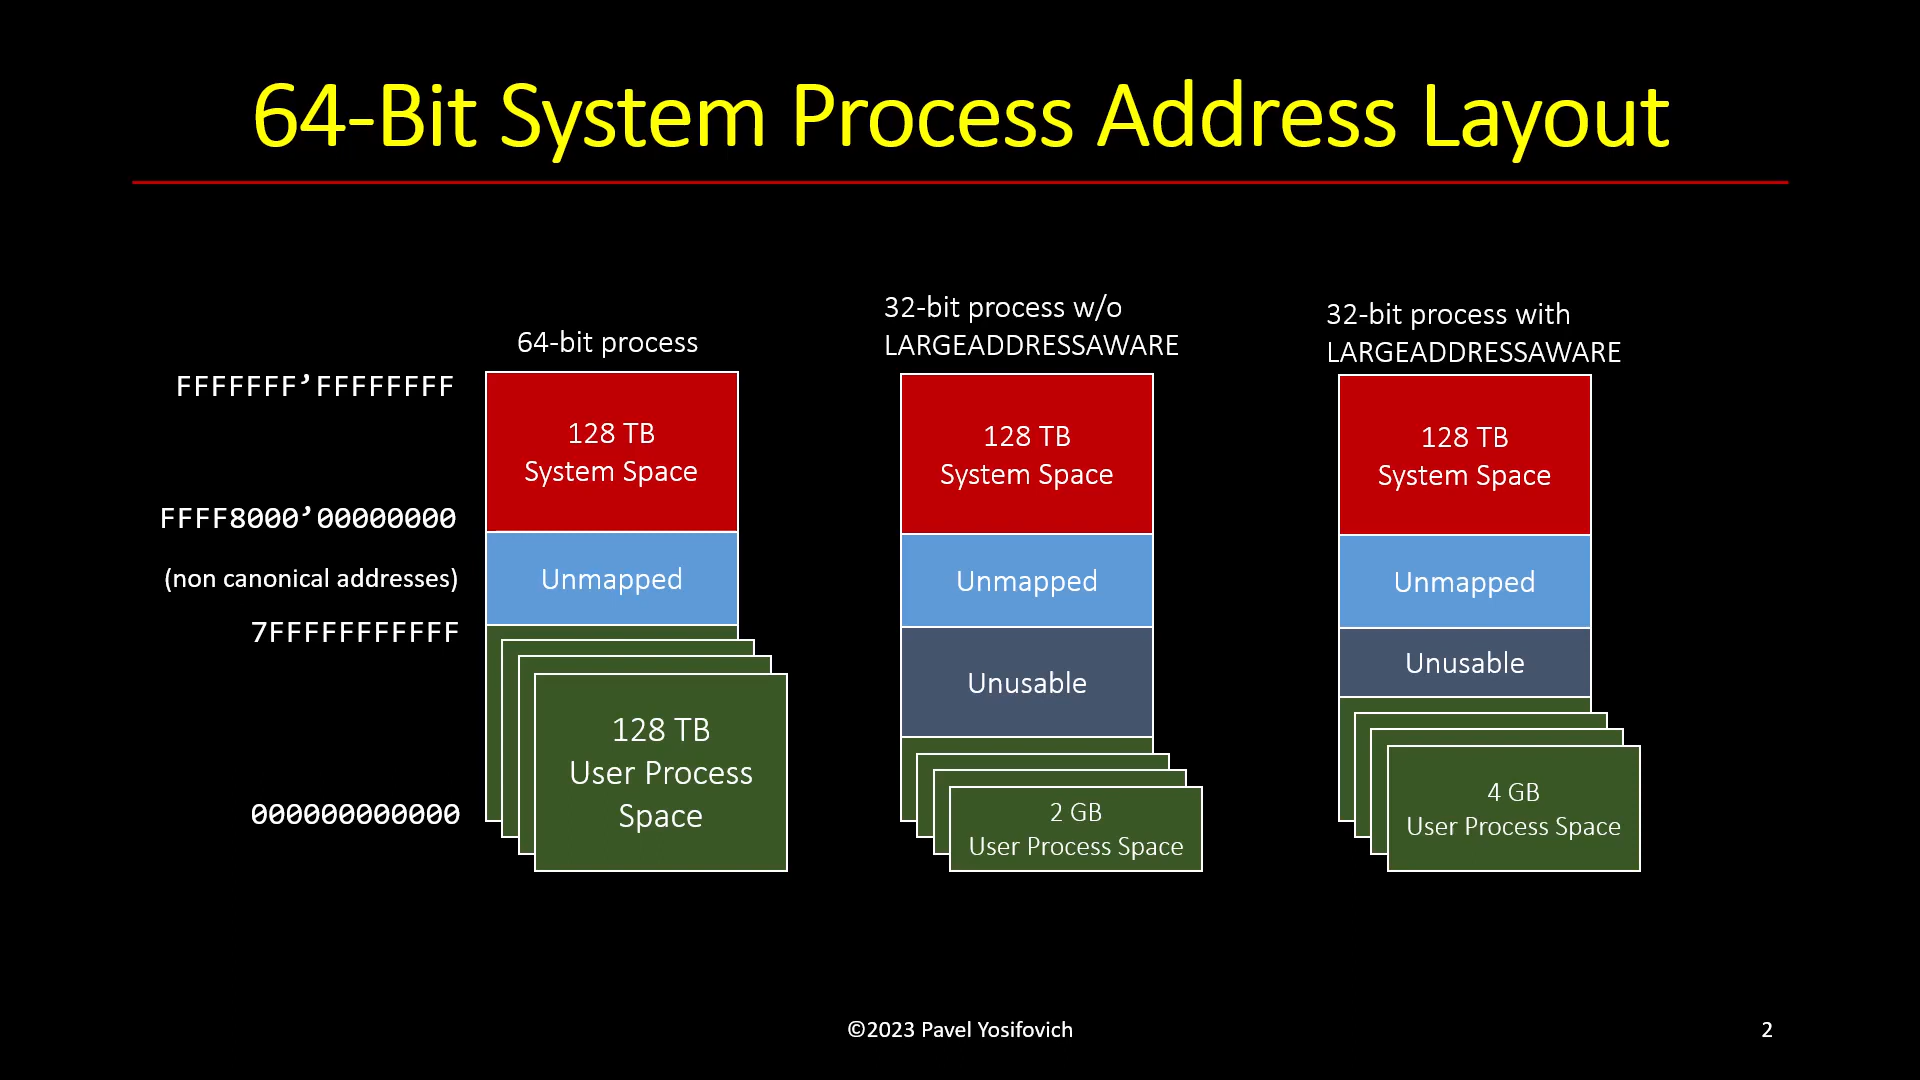 64-Bit System Process Address Layout
64-bit process
FFFFFFF’FFFFFFFF
128 TB
System Space
FFFF8000’00000000
(non canonical addresses)
Unmapped
7FFFFFFFFFFF
128 TB
User Process
Space
000000000000
32-bit process w/o
LARGEADDRESSAWARE
128 TB
System Space
Unmapped
Unusable
2 GB
User Process Space
32-bit process with
LARGEADDRESSAWARE
128 TB
System Space
Unmapped
Unusable
4 GB
User Process Space
©2023 Pavel Yosifovich
2